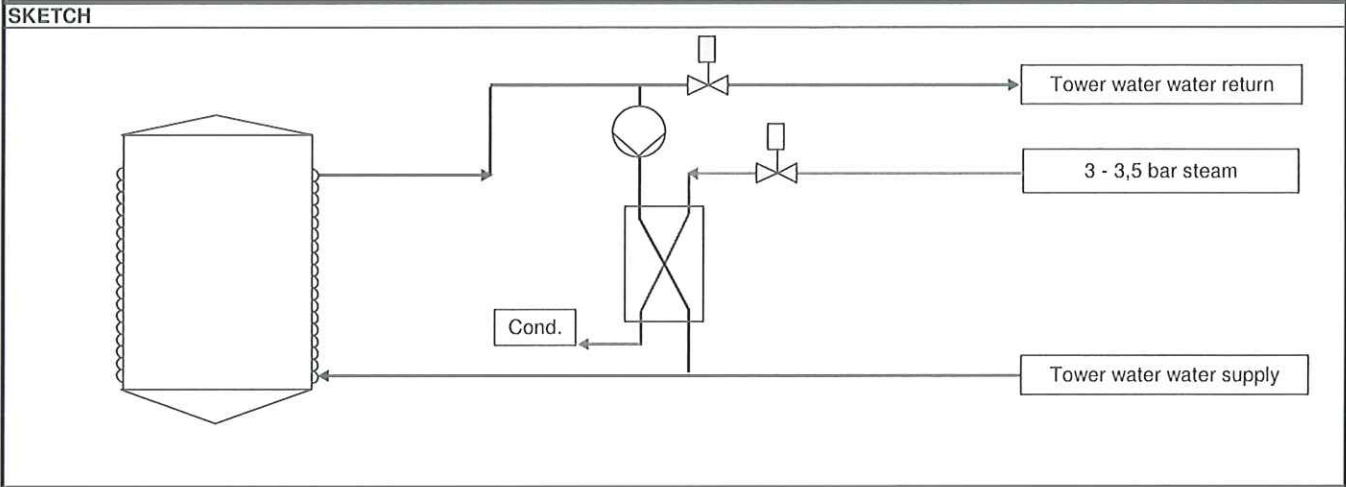 SKETCH
Tower water water return
3 - 3,5 bar steam
Cond.
Tower water water supply